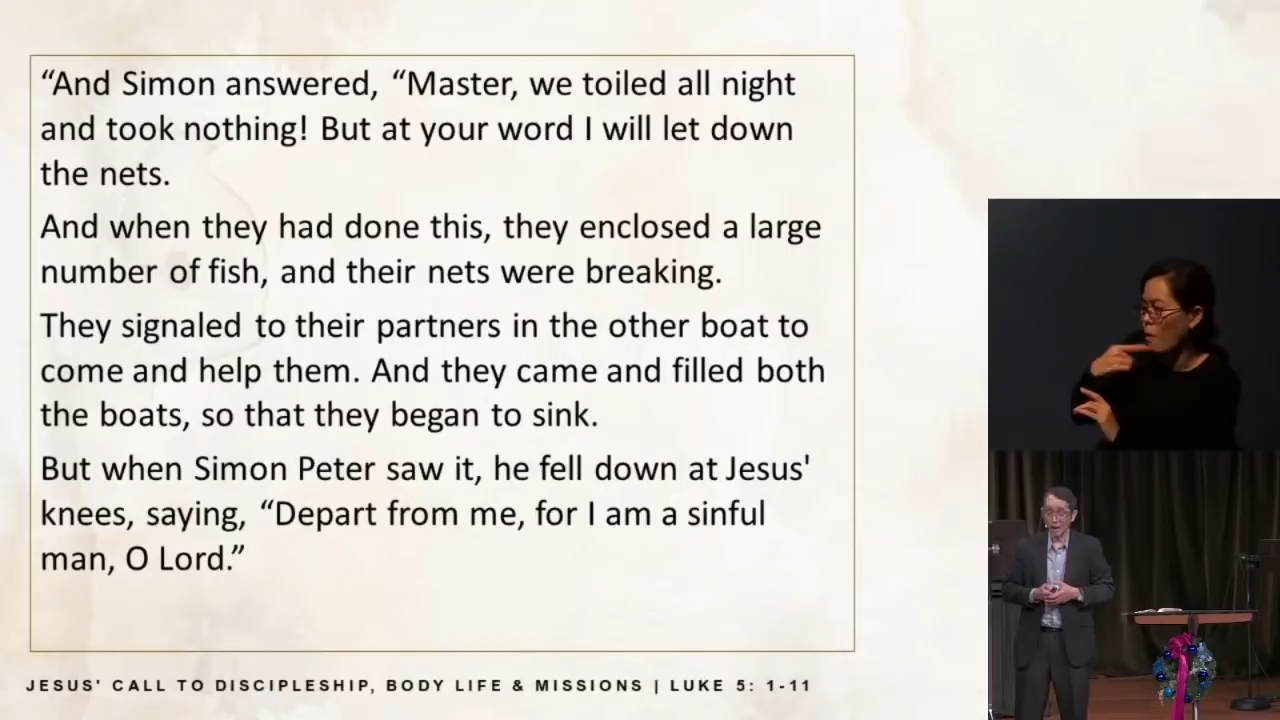 “And Simon answered, “Master, we toiled all night
and took nothing! But at your word I will let down
the nets.
And when they had done this, they enclosed a large
number of fish, and their nets were breaking.
They signaled to their partners in the other boat to
come and help them. And they came and filled both
the boats, so that they began to sink.
But when Simon Peter saw it, he fell down at Jesus'
knees, saying, “Depart from me, for I am a sinful
man, O Lord.”
JESUS' CALL TO DISCIPLESHIP, BODY LIFE & MISSIONS | LUKE 5: 1-11